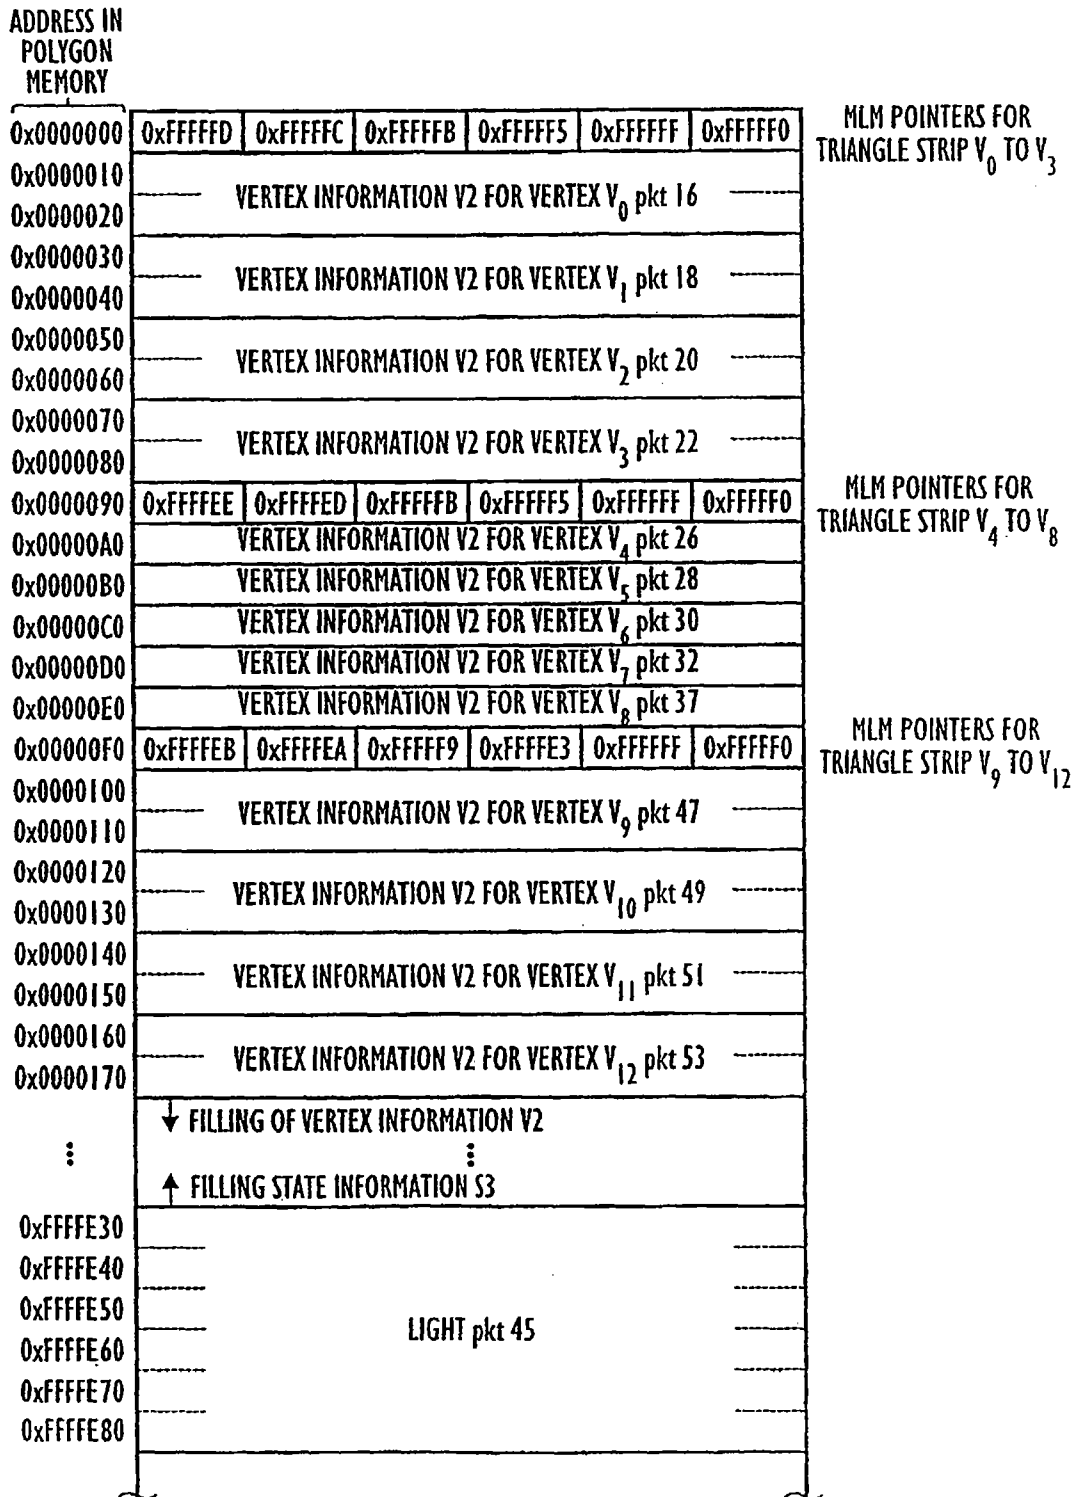 ADDRESS IN
POLYGON
MEMORY
0x0000000 0xFFFFFD 0xFFFFFC 0xFFFFFB 0xFFFFF5 0xFFFFFF 0xFFFFF0
MLM POINTERS FOR
TRIANGLE STRIP V0 TO V3
0x0000010
VERTEX INFORMATION V2 FOR VERTEX V0 pkt 16
0x0000020
0x0000030
VERTEX INFORMATION V2 FOR VERTEX V1 pkt 18
0x0000040
0x0000050
VERTEX INFORMATION V2 FOR VERTEX V2 pkt 20
0x0000060
0x0000070
VERTEX INFORMATION V2 FOR VERTEX V3 pkt 22
0x0000080
0x0000090 0xFFFFEE 0xFFFFED 0xFFFFFB 0xFFFFF5 0xFFFFFF 0xFFFFF0
MLM POINTERS FOR
TRIANGLE STRIP V4 TO V8
0x00000A0 VERTEX INFORMATION V2 FOR VERTEX V4 pkt 26
0x00000B0 VERTEX INFORMATION V2 FOR VERTEX V5 pkt 28
0x00000C0 VERTEX INFORMATION V2 FOR VERTEX V6 pkt 30
0x00000D0 VERTEX INFORMATION V2 FOR VERTEX V7 pkt 32
0x00000E0 VERTEX INFORMATION V2 FOR VERTEX V8 pkt 37
0x00000F0 0xFFFFEB 0xFFFFEA 0xFFFFF9 0xFFFFE3 0xFFFFFF 0xFFFFF0
MLM POINTERS FOR
TRIANGLE STRIP V9 TO V12
0x0000100
VERTEX INFORMATION V2 FOR VERTEX V9 pkt 47
0x0000110
0x0000120
VERTEX INFORMATION V2 FOR VERTEX V10 pkt 49
0x0000130
0x0000140
VERTEX INFORMATION V2 FOR VERTEX V11 pkt 51
0x0000150
0x0000160
VERTEX INFORMATION V2 FOR VERTEX V12 pkt 53
0x0000170
↓ FILLING OF VERTEX INFORMATION V2
↑ FILLING STATE INFORMATION S3
0xFFFFE30
0xFFFFE40
0xFFFFE50
LIGHT pkt 45
0xFFFFE60
0xFFFFE70
0xFFFFE80